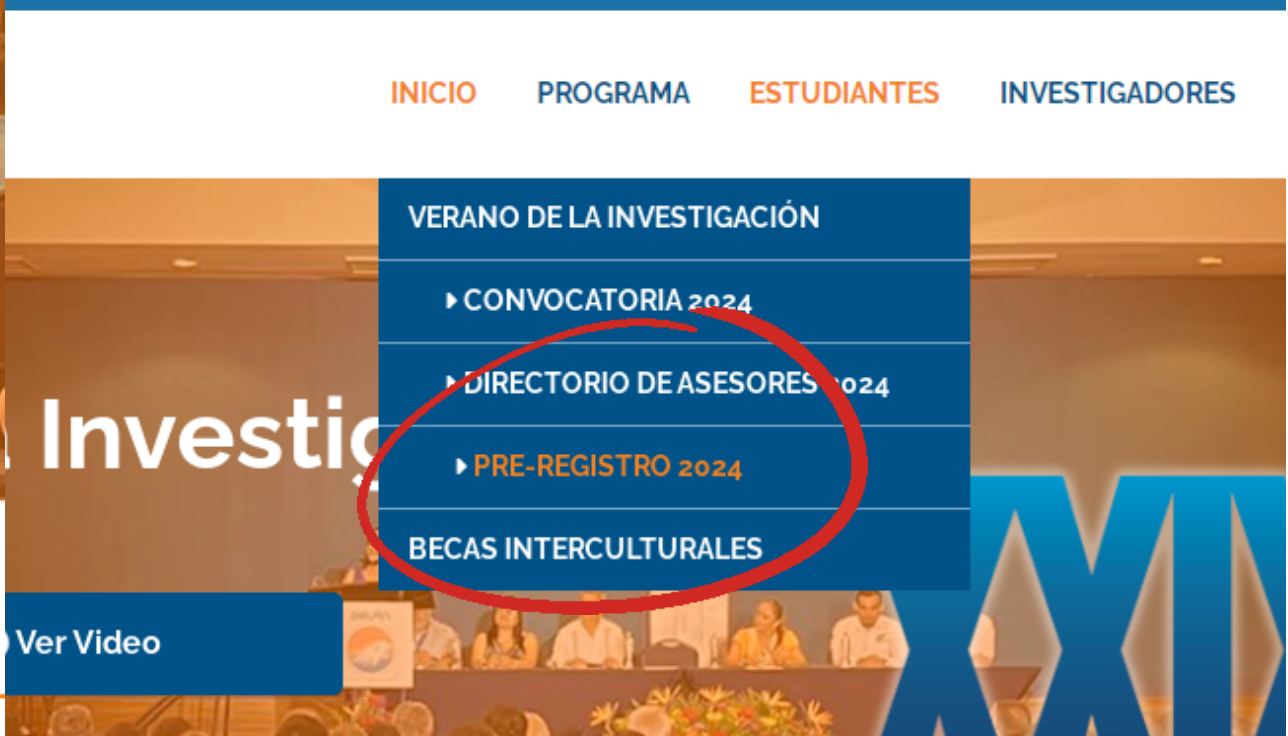 INICIO PROGRAMA ESTUDIANTES INVESTIGADORES
VERANO DE LA INVESTIGACIÓN
CONVOCATORIA 2024
DIRECTORIO DE ASESORES 2024
Investig
PRE-REGISTRO 2024
BECAS INTERCULTURALES
Ver Video
XXIX